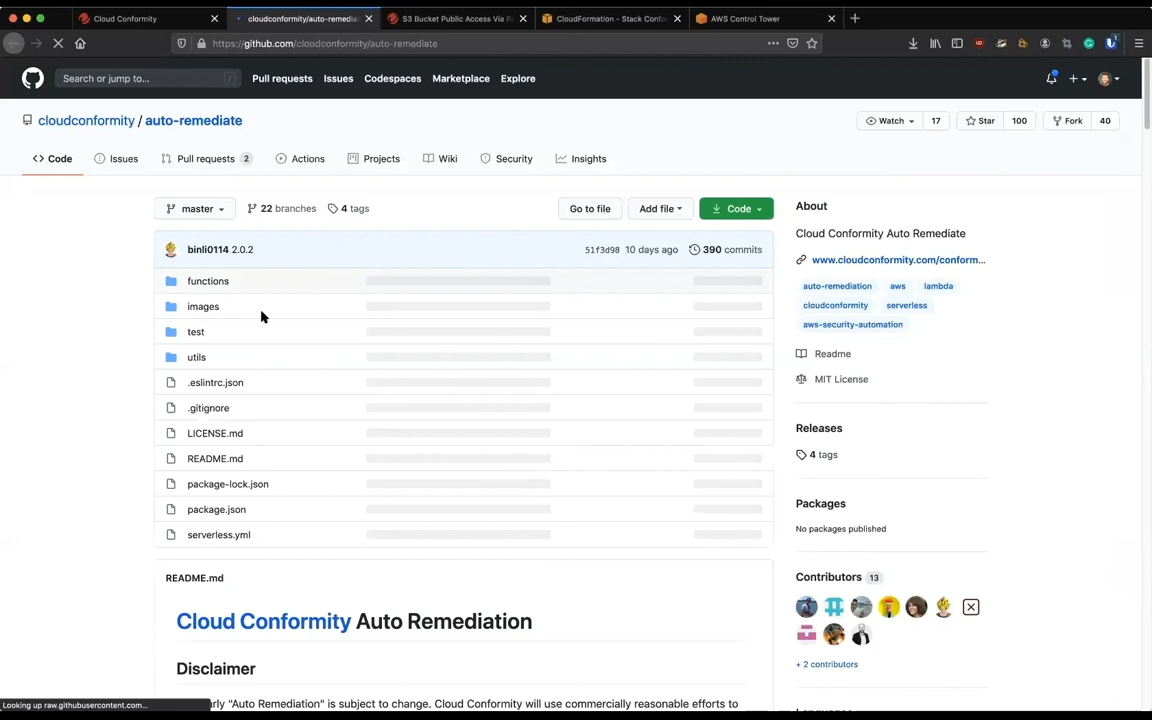 Cloud Conformity
cloudconformity/auto-remedia
S3 Bucket Public Access Via P
CloudFormation - Stack Confo
AWS Control Tower
https://github.com/cloudconformity/auto-remediate
Search or jump to... /
Pull requests Issues Codespaces Marketplace Explore
cloudconformity / auto-remediate
Watch 17 Star 100 Fork 40
Code Issues Pull requests 2 Actions Projects Wiki Security Insights
master 22 branches 4 tags Go to file Add file Code
binli0114 2.0.2 51f3d98 10 days ago 390 commits
functions
images
test
utils
.eslintrc.json
.gitignore
LICENSE.md
README.md
package-lock.json
package.json
serverless.yml
README.md
Cloud Conformity Auto Remediation
Disclaimer
arly "Auto Remediation" is subject to change. Cloud Conformity will use commercially reasonable efforts to
About
Cloud Conformity Auto Remediate
www.cloudconformity.com/conform...
auto-remediation aws lambda
cloudconformity serverless
aws-security-automation
Readme
MIT License
Releases
4 tags
Packages
No packages published
Contributors 13
+ 2 contributors
Looking up raw.githubusercontent.com...